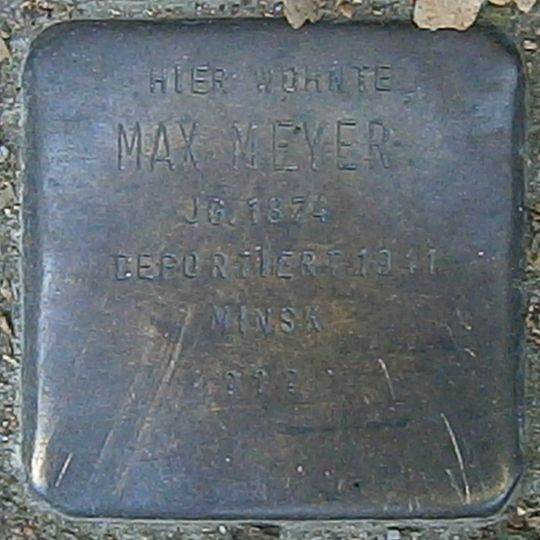 HIER WOHNTE
MAX MEYER
JG. 1874
DEPORTIERT 1941
MINSK
???